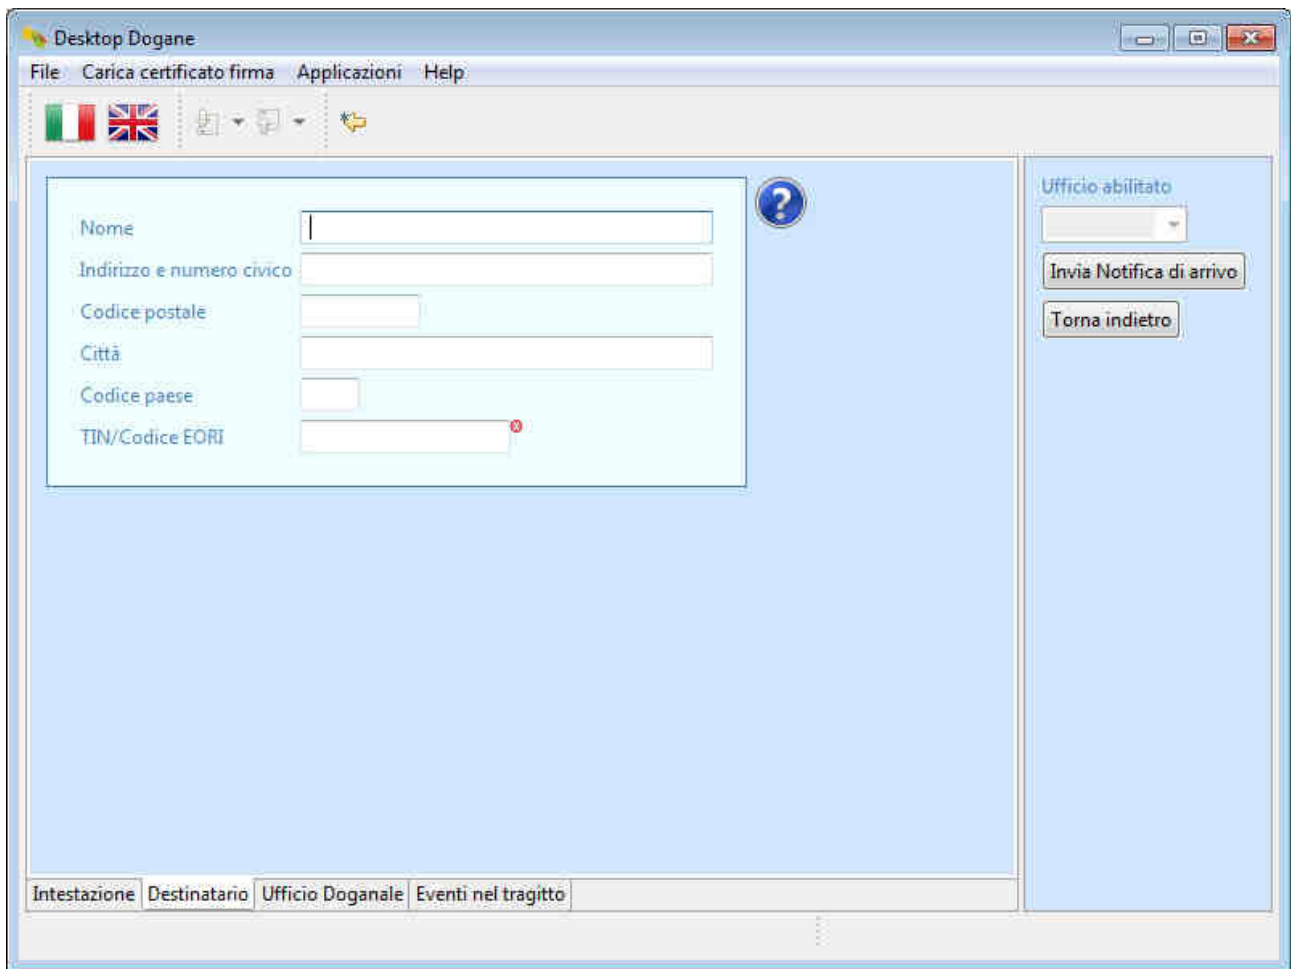 Desktop Dogane
File Carica certificato firma Applicazioni Help
Nome
Indirizzo e numero civico
Codice postale
Città
Codice paese
TIN/Codice EORI
?
x
Ufficio abilitato
Invia Notifica di arrivo
Torna indietro
Intestazione Destinatario Ufficio Doganale Eventi nel tragitto